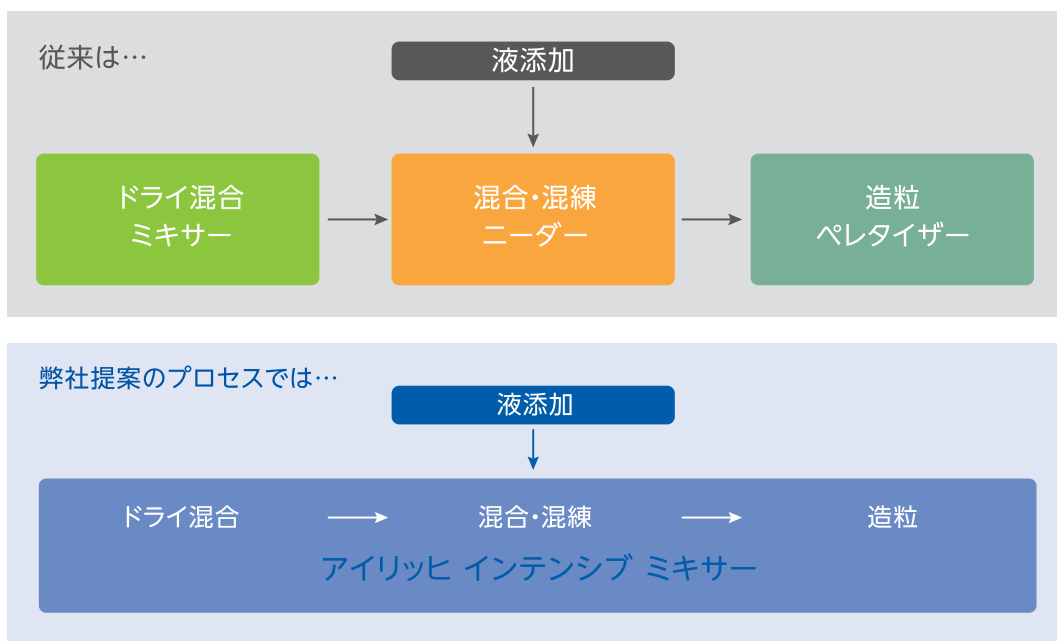 従来は…
液添加
ドライ混合
ミキサー
混合・混練
ニーダー
造粒
ペレタイザー
弊社提案のプロセスでは…
液添加
ドライ混合
混合・混練
造粒
アイリッヒ インテンシブ ミキサー